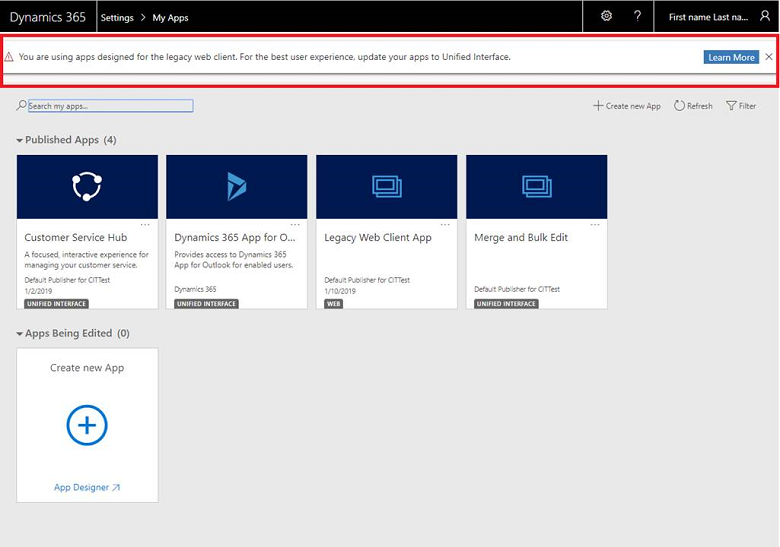 Dynamics 365 Settings > My Apps ? First name Last na...
You are using apps designed for the legacy web client. For the best user experience, update your apps to Unified Interface. Learn More
Search my apps... Create new App Refresh Filter
Published Apps (4)
Customer Service Hub
A focused, interactive experience for
managing your customer service.
Default Publisher for CITTest
1/2/2019
UNIFIED INTERFACE
Dynamics 365 App for O...
Provides access to Dynamics 365
App for Outlook for enabled users.
Dynamics 365
UNIFIED INTERFACE
Legacy Web Client App
Default Publisher for CITTest
1/10/2019
WEB
Merge and Bulk Edit
Default Publisher for CITTest
UNIFIED INTERFACE
Apps Being Edited (0)
Create new App
App Designer